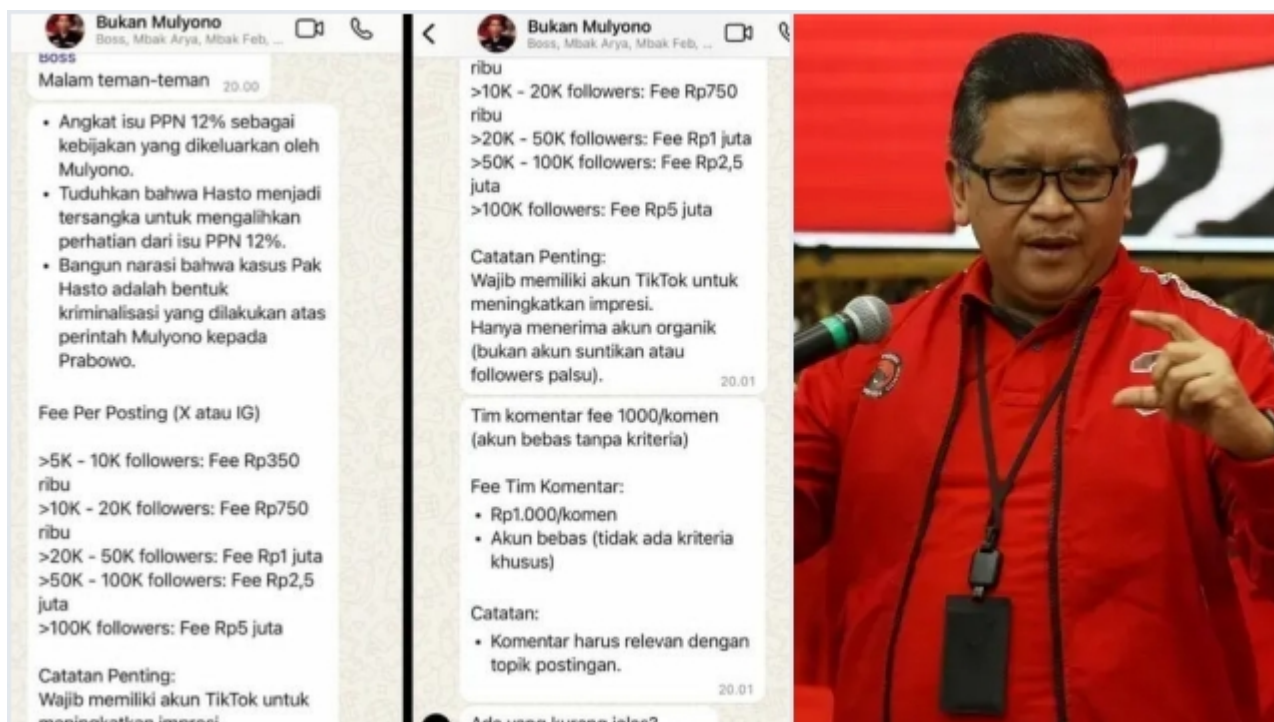 Bukan Mulyono
Boss, Mbak Arya, Mbak Feb, ...
Boss
Malam teman-teman 20.00
• Angkat isu PPN 12% sebagai
kebijakan yang dikeluarkan oleh
Mulyono.
• Tuduhkan bahwa Hasto menjadi
tersangka untuk mengalihkan
perhatian dari isu PPN 12%.
• Bangun narasi bahwa kasus Pak
Hasto adalah bentuk
kriminalisasi yang dilakukan atas
perintah Mulyono kepada
Prabowo.
Fee Per Posting (X atau IG)
>5K - 10K followers: Fee Rp350
ribu
>10K - 20K followers: Fee Rp750
ribu
>20K - 50K followers: Fee Rp1 juta
>50K - 100K followers: Fee Rp2,5
juta
>100K followers: Fee Rp5 juta
Catatan Penting:
Wajib memiliki akun TikTok untuk
meningkatkan impresi.
Bukan Mulyono
Boss, Mbak Arya, Mbak Feb, ...
ribu
>10K - 20K followers: Fee Rp750
ribu
>20K - 50K followers: Fee Rp1 juta
>50K - 100K followers: Fee Rp2,5
juta
>100K followers: Fee Rp5 juta
Catatan Penting:
Wajib memiliki akun TikTok untuk
meningkatkan impresi.
Hanya menerima akun organik
(bukan akun suntikan atau
followers palsu).
20.01
Tim komentar fee 1000/komen
(akun bebas tanpa kriteria)
Fee Tim Komentar:
• Rp1.000/komen
• Akun bebas (tidak ada kriteria
khusus)
Catatan:
• Komentar harus relevan dengan
topik postingan.
20.01
Ada yang kurang jelas?